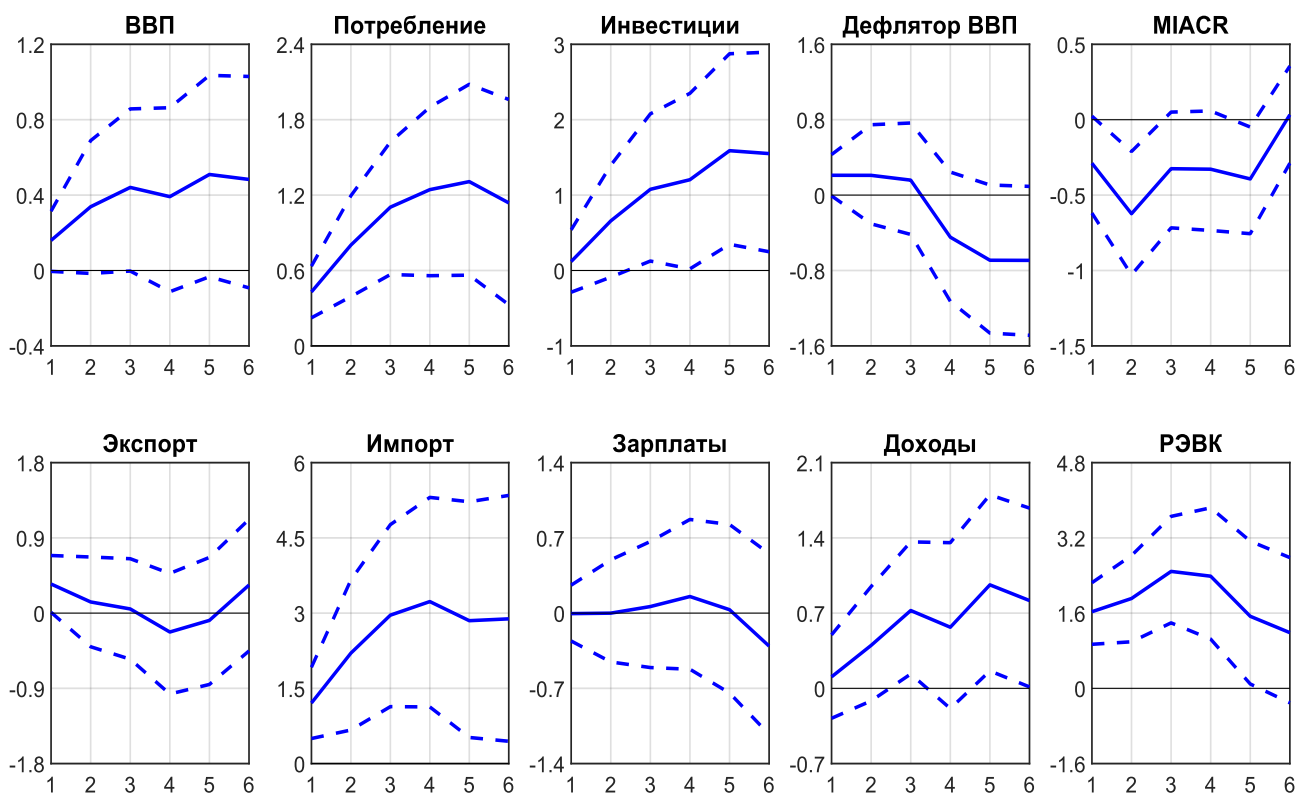 ВВП
1.2
0.8
0.4
0
-0.4
1 2 3 4 5 6
Потребление
2.4
1.8
1.2
0.6
0
1 2 3 4 5 6
Инвестиции
3
2
1
0
-1
1 2 3 4 5 6
Дефлятор ВВП
1.6
0.8
0
-0.8
-1.6
1 2 3 4 5 6
MIACR
0.5
0
-0.5
-1
-1.5
1 2 3 4 5 6
Экспорт
1.8
0.9
0
-0.9
-1.8
1 2 3 4 5 6
Импорт
6
4.5
3
1.5
0
1 2 3 4 5 6
Зарплаты
1.4
0.7
0
-0.7
-1.4
1 2 3 4 5 6
Доходы
2.1
1.4
0.7
0
-0.7
1 2 3 4 5 6
РЭВК
4.8
3.2
1.6
0
-1.6
1 2 3 4 5 6